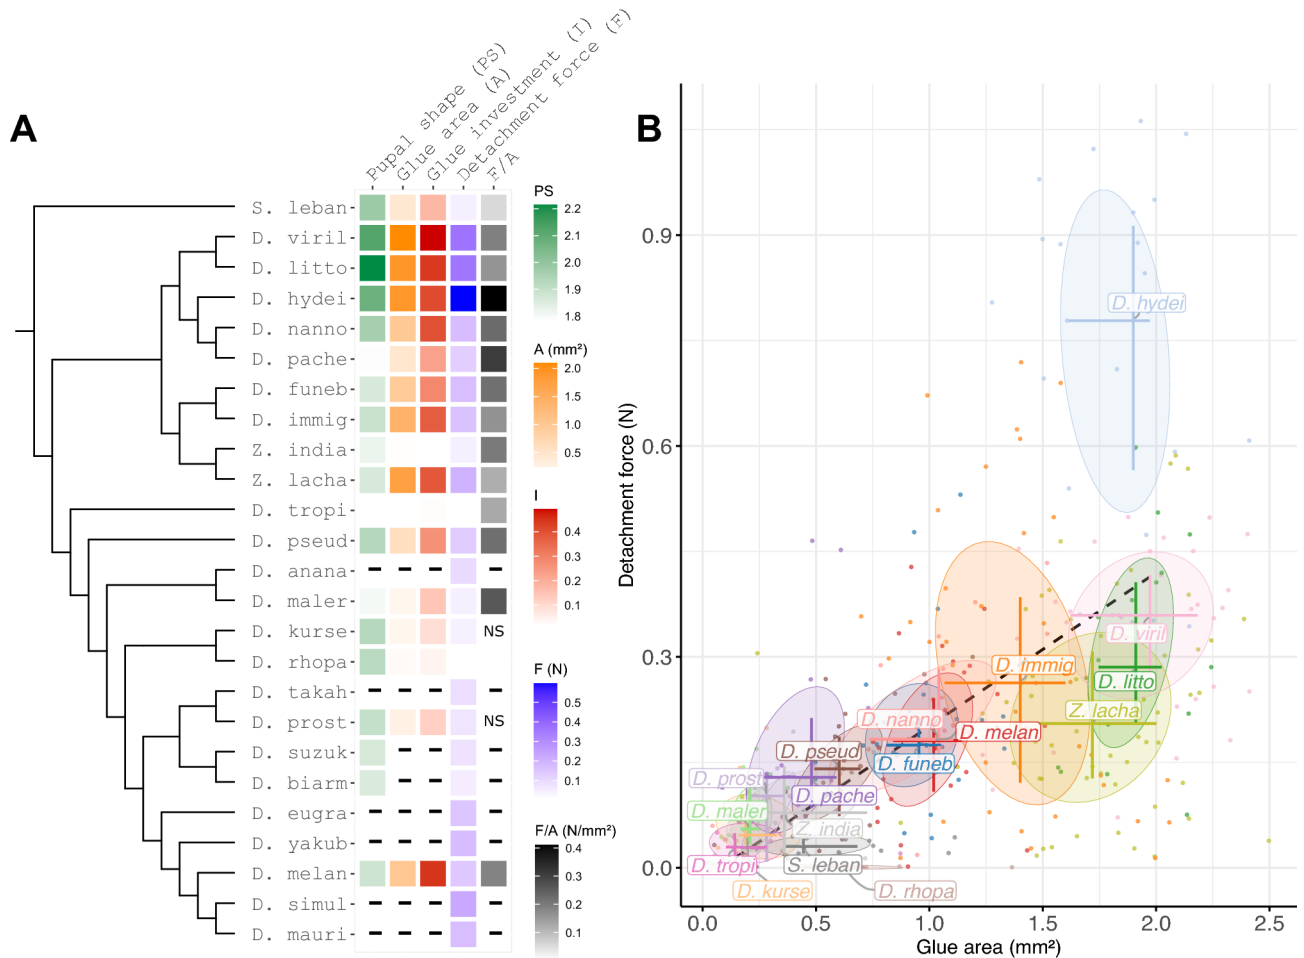 A
Pupal shape (PS)
Glue area (A)
Glue investment (I)
Detachment force (F)
F/A
S. leban
D. viril
D. litto
D. hydei
D. nanno
D. pache
D. funeb
D. immig
Z. india
Z. lacha
D. tropi
D. pseud
D. anana
D. maler
D. kurse NS
D. rhopa
D. takah
D. prost NS
D. suzuk
D. biarm
D. eugra
D. yakub
D. melan
D. simul
D. mauri
PS
2.2
2.1
2.0
1.9
1.8
A (mm²)
2.0
1.5
1.0
0.5
I
0.4
0.3
0.2
0.1
F (N)
0.5
0.4
0.3
0.2
0.1
F/A (N/mm²)
0.4
0.3
0.2
0.1
B
Detachment force (N)
0.9
0.6
0.3
0.0
D. hydei
D. viril
D. immig
D. litto
Z. lacha
D. nanno
D. melan
D. pseud
D. funeb
D. prost
D. pache
D. maler
Z. india
D. tropi
S. leban
D. kurse
D. rhopa
0.0 0.5 1.0 1.5 2.0 2.5
Glue area (mm²)